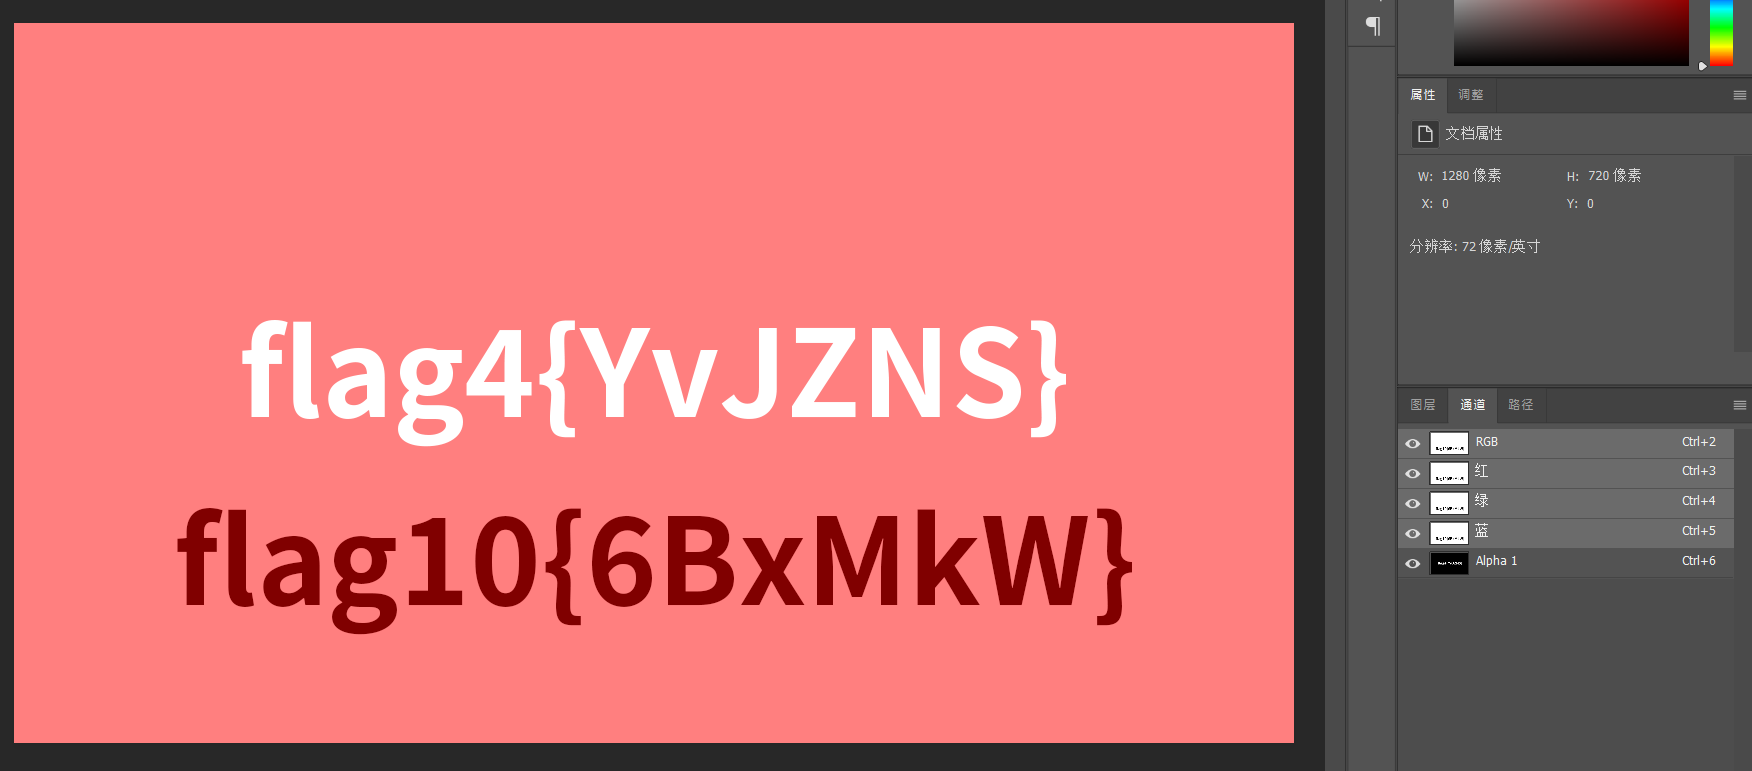 flag4{YvJZNS}
flag10{6BxMkW}
属性 调整
文档属性
W: 1280 像素 H: 720 像素
X: 0 Y: 0
分辨率: 72 像素/英寸
图层 通道 路径
RGB Ctrl+2
红 Ctrl+3
绿 Ctrl+4
蓝 Ctrl+5
Alpha 1 Ctrl+6